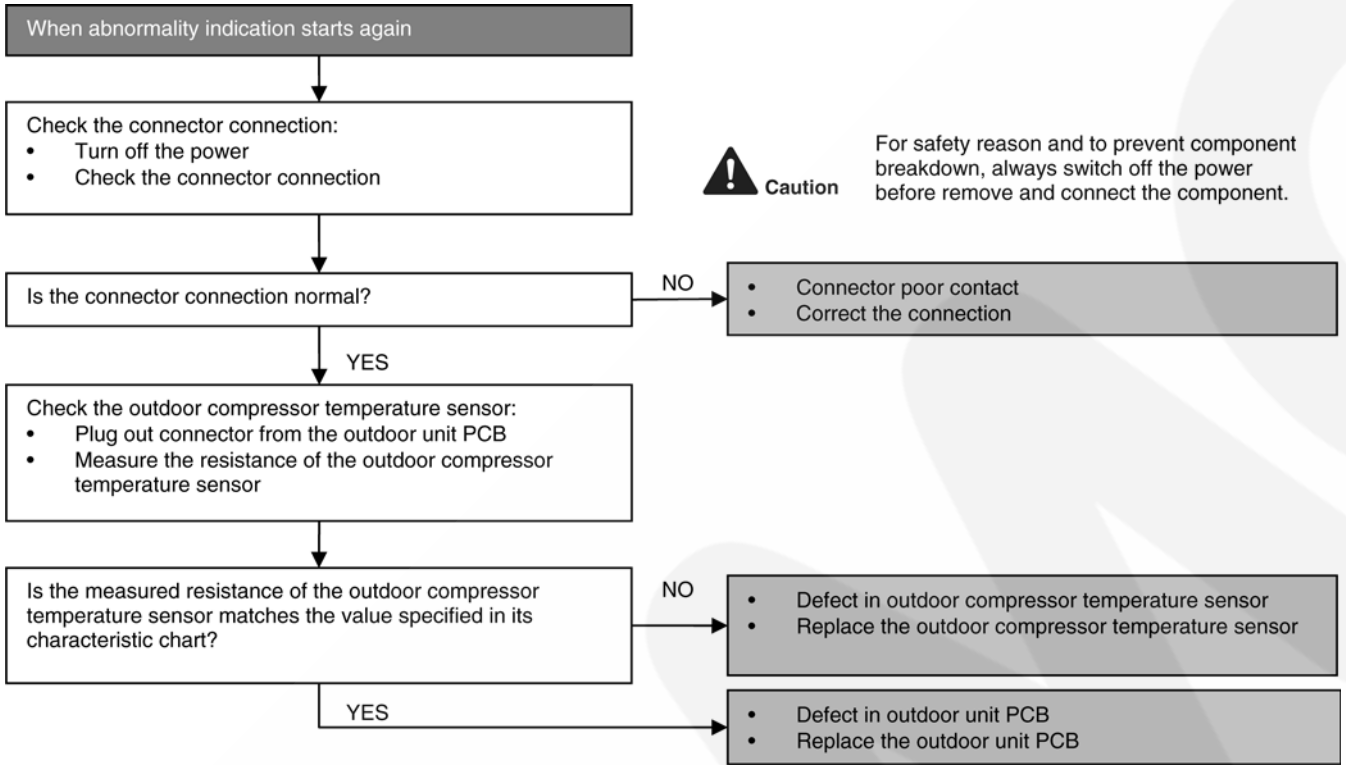 When abnormality indication starts again
Check the connector connection:
• Turn off the power
• Check the connector connection
Caution
For safety reason and to prevent component
breakdown, always switch off the power
before remove and connect the component.
Is the connector connection normal?
NO
• Connector poor contact
• Correct the connection
YES
Check the outdoor compressor temperature sensor:
• Plug out connector from the outdoor unit PCB
• Measure the resistance of the outdoor compressor
temperature sensor
Is the measured resistance of the outdoor compressor
temperature sensor matches the value specified in its
characteristic chart?
NO
• Defect in outdoor compressor temperature sensor
• Replace the outdoor compressor temperature sensor
YES
• Defect in outdoor unit PCB
• Replace the outdoor unit PCB